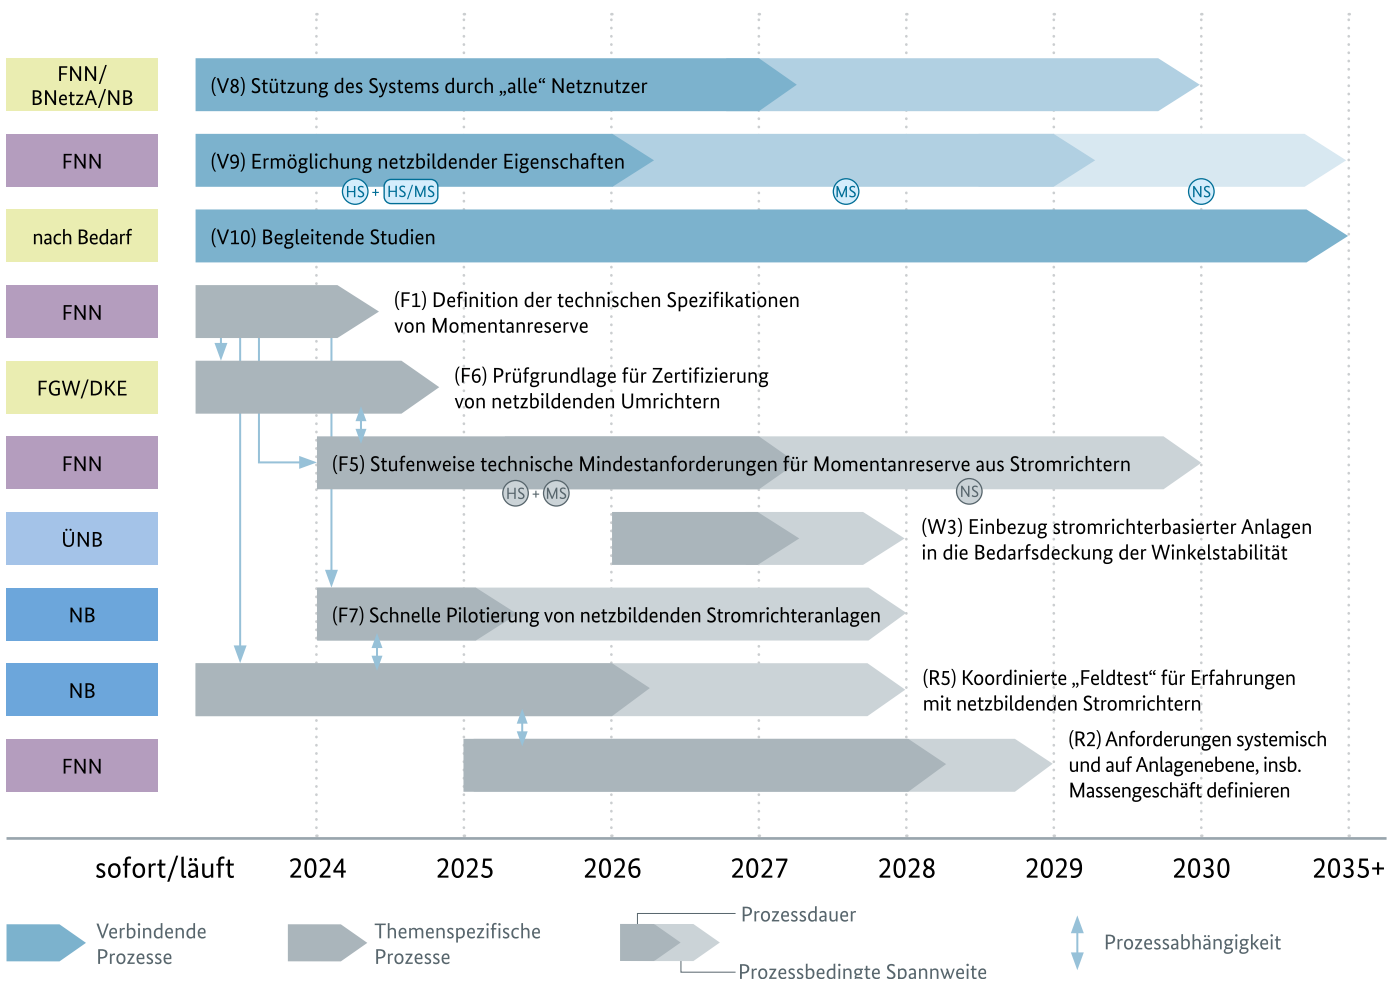 FNN/
BNetzA/NB
(V8) Stützung des Systems durch „alle“ Netznutzer
FNN
(V9) Ermöglichung netzbildender Eigenschaften
HS + HS/MS
MS
NS
nach Bedarf
(V10) Begleitende Studien
FNN
(F1) Definition der technischen Spezifikationen
von Momentanreserve
FGW/DKE
(F6) Prüfgrundlage für Zertifizierung
von netzbildenden Umrichtern
FNN
(F5) Stufenweise technische Mindestanforderungen für Momentanreserve aus Stromrichtern
HS + MS
NS
ÜNB
(W3) Einbezug stromrichterbasierter Anlagen
in die Bedarfsdeckung der Winkelstabilität
NB
(F7) Schnelle Pilotierung von netzbildenden Stromrichteranlagen
NB
(R5) Koordinierte „Feldtest“ für Erfahrungen
mit netzbildenden Stromrichtern
FNN
(R2) Anforderungen systemisch
und auf Anlagenebene, insb.
Massengeschäft definieren
sofort/läuft 2024 2025 2026 2027 2028 2029 2030 2035+
Verbindende
Prozesse
Themenspezifische
Prozesse
Prozessdauer
Prozessbedingte Spannweite
Prozessabhängigkeit